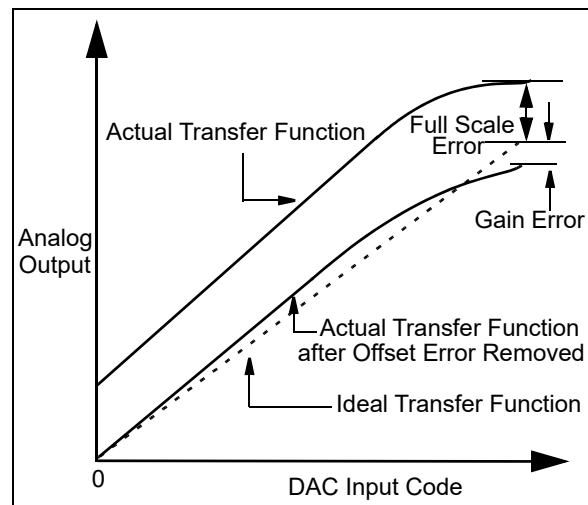 Actual Transfer Function
Full Scale
Error
Gain Error
Analog
Output
Actual Transfer Function
after Offset Error Removed
Ideal Transfer Function
0
DAC Input Code